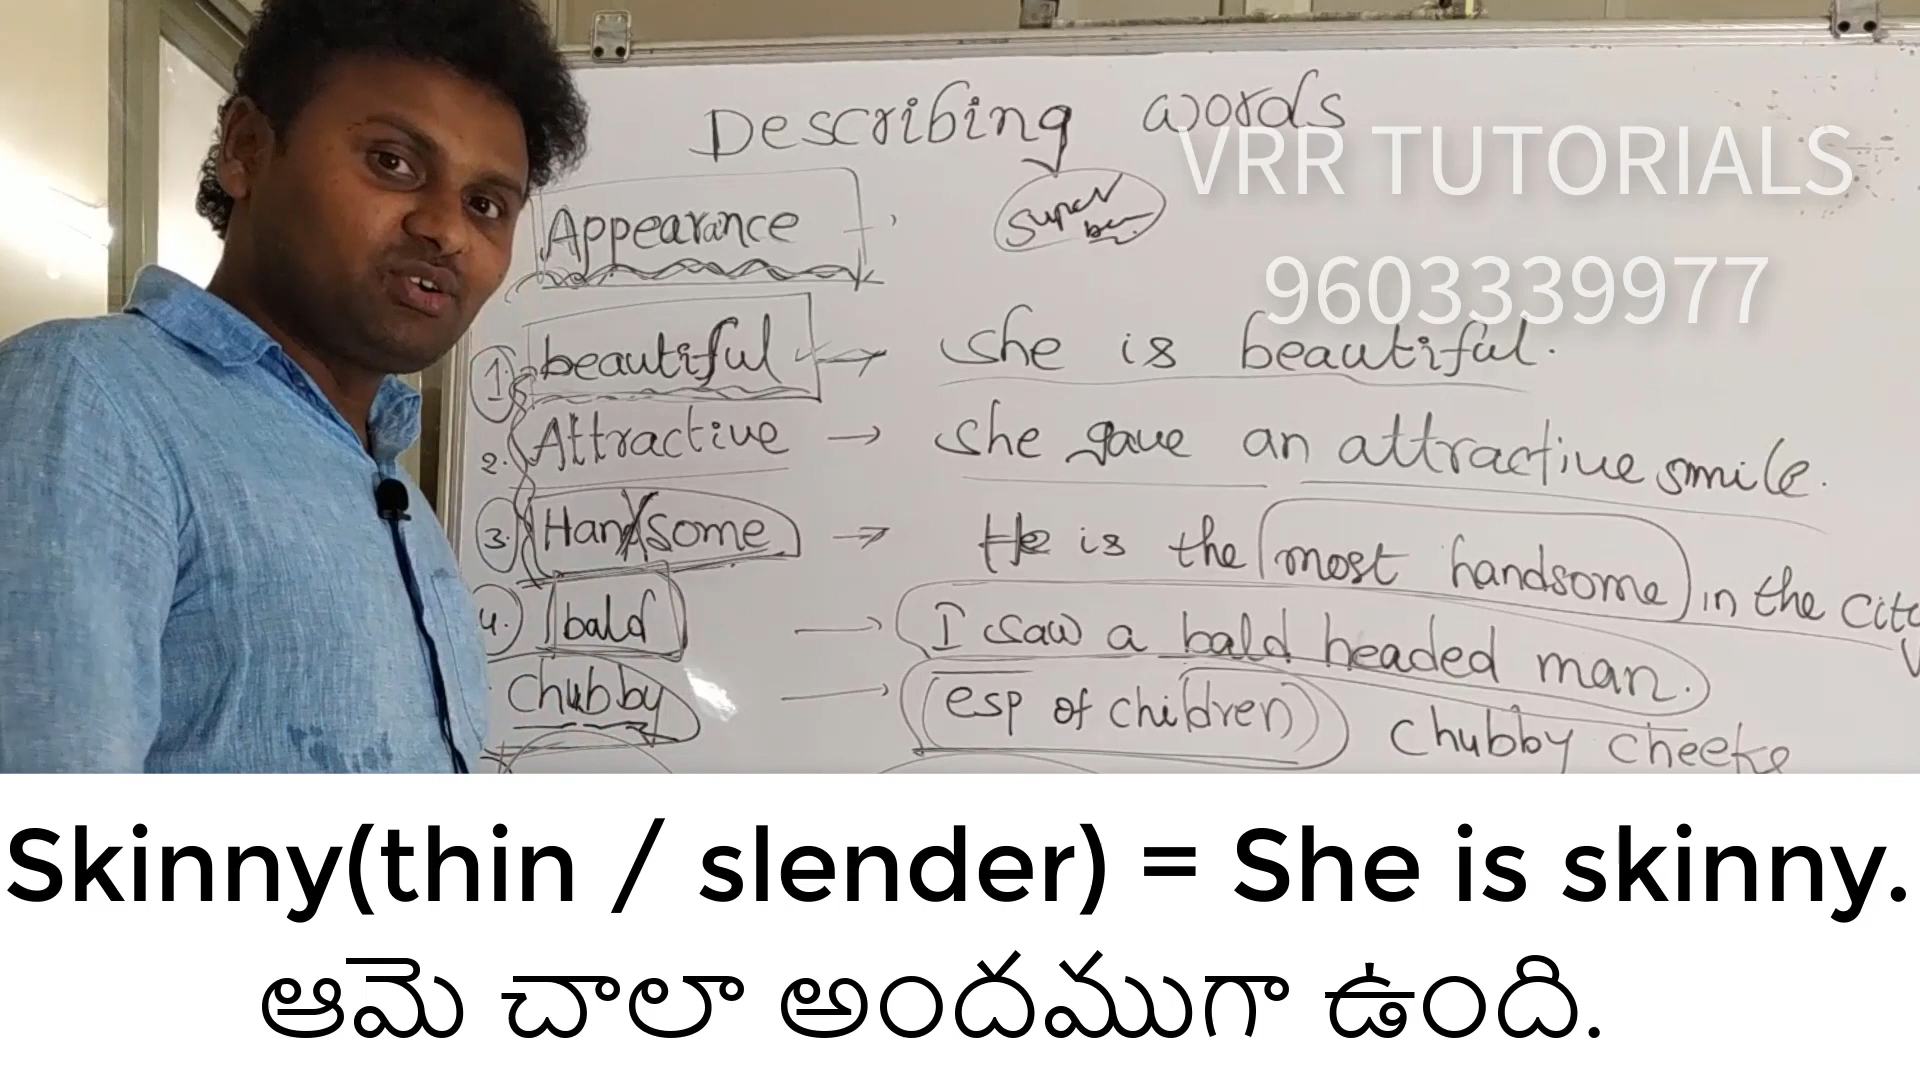 Describing words
VRR TUTORIALS
Appearance
Super
9603339977
1. beautiful → She is beautiful.
2. Attractive → She gave an attractive smile.
3. Handsome → He is the most handsome in the City
4. bald → I saw a bald headed man.
Chubby → (esp of children) Chubby cheeks
Skinny(thin / slender) = She is skinny.
ఆమె చాలా అందముగా ఉంది.